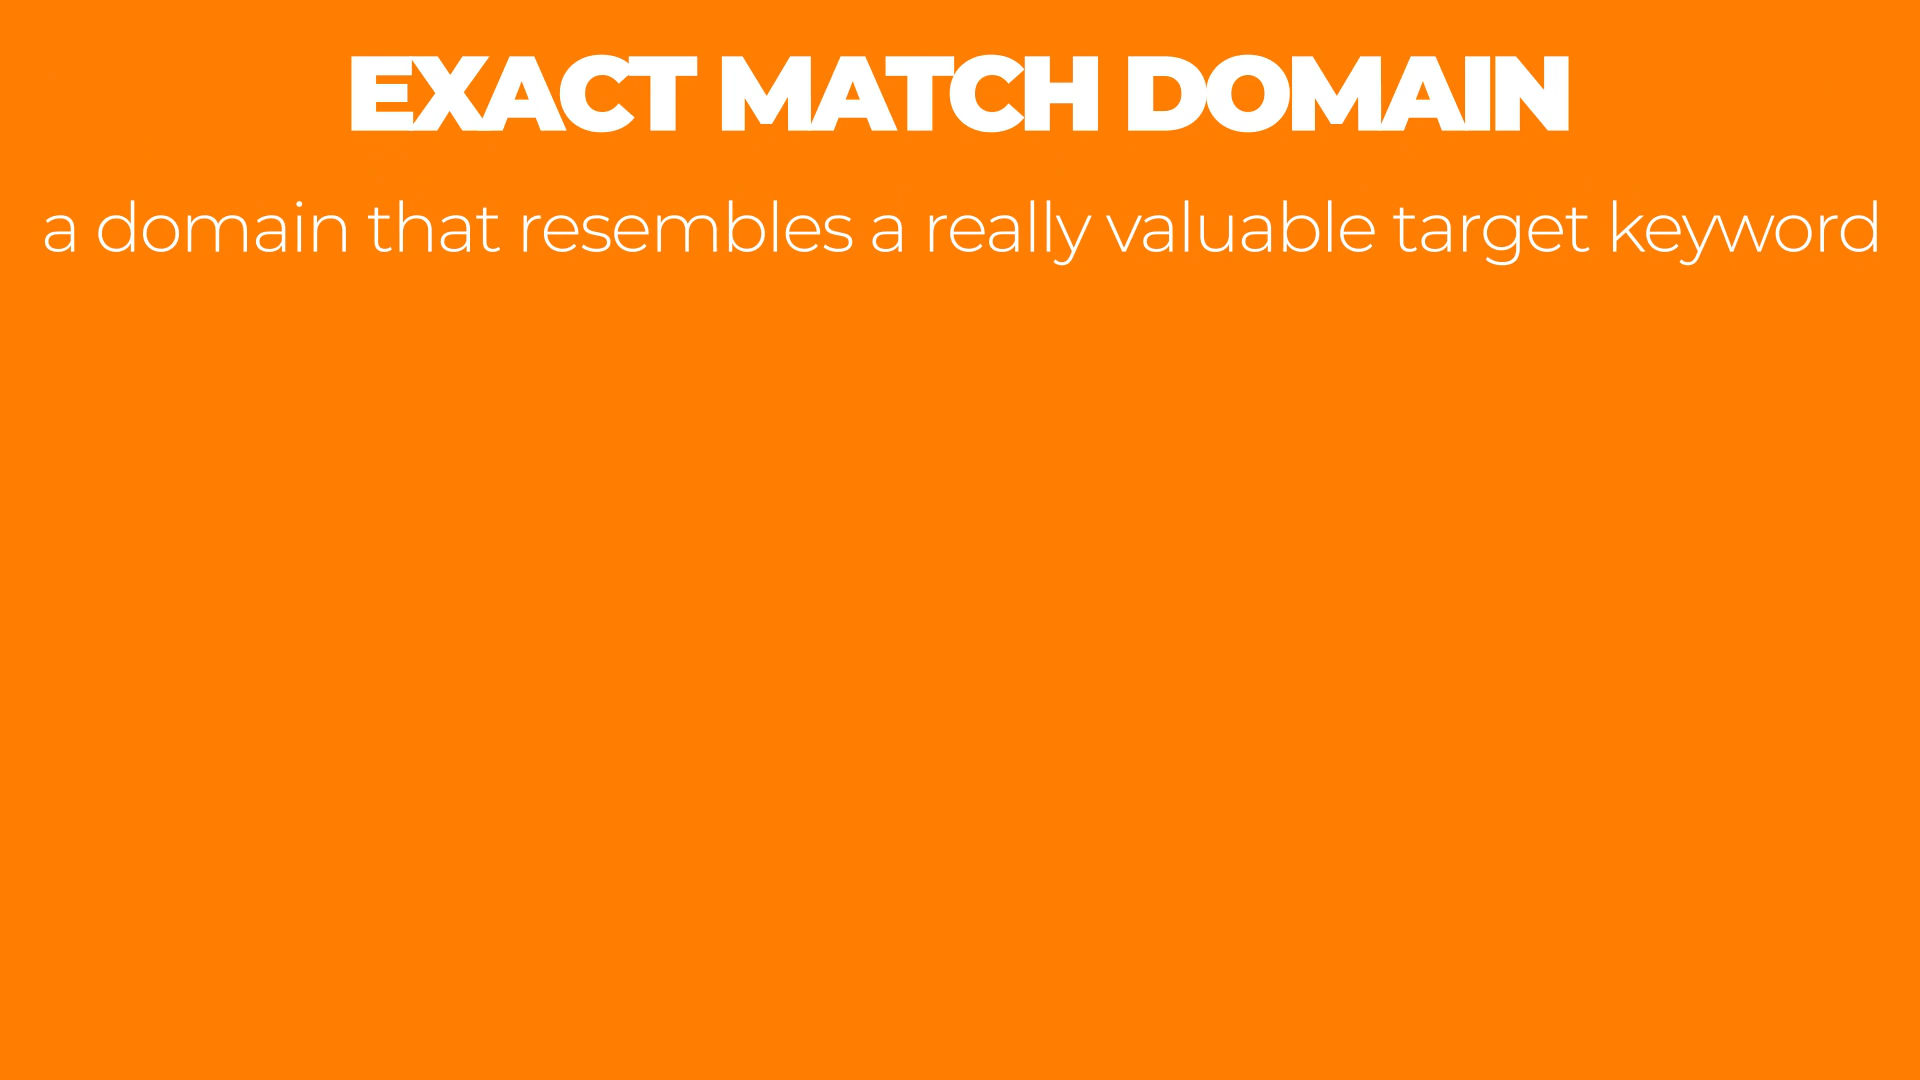 EXACT MATCH DOMAIN
a domain that resembles a really valuable target keyword